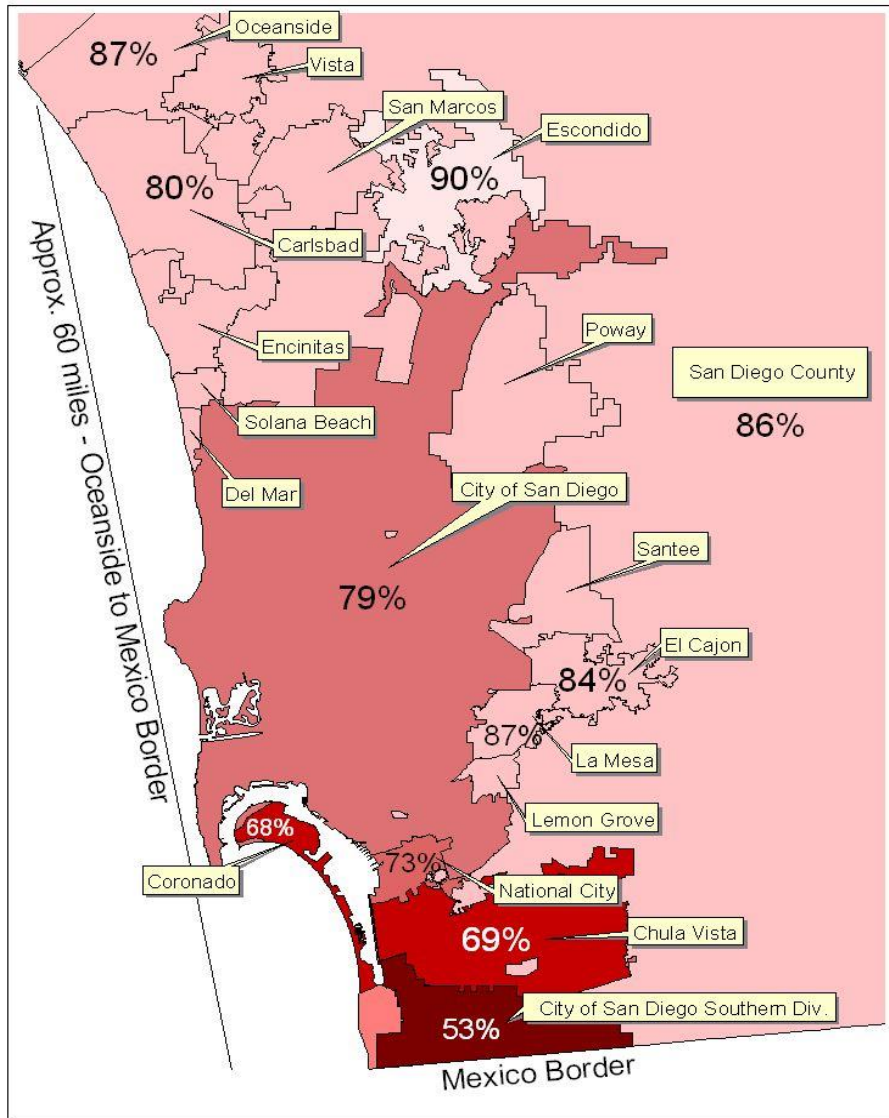 Oceanside
87%
Vista
San Marcos
Escondido
90%
80%
Carlsbad
Encinitas
Poway
San Diego County
86%
Solana Beach
Del Mar
City of San Diego
79%
Santee
El Cajon
84%
87%
La Mesa
Lemon Grove
68%
Coronado
73%
National City
69%
Chula Vista
City of San Diego Southern Div.
53%
Mexico Border
Approx. 60 miles - Oceanside to Mexico Border